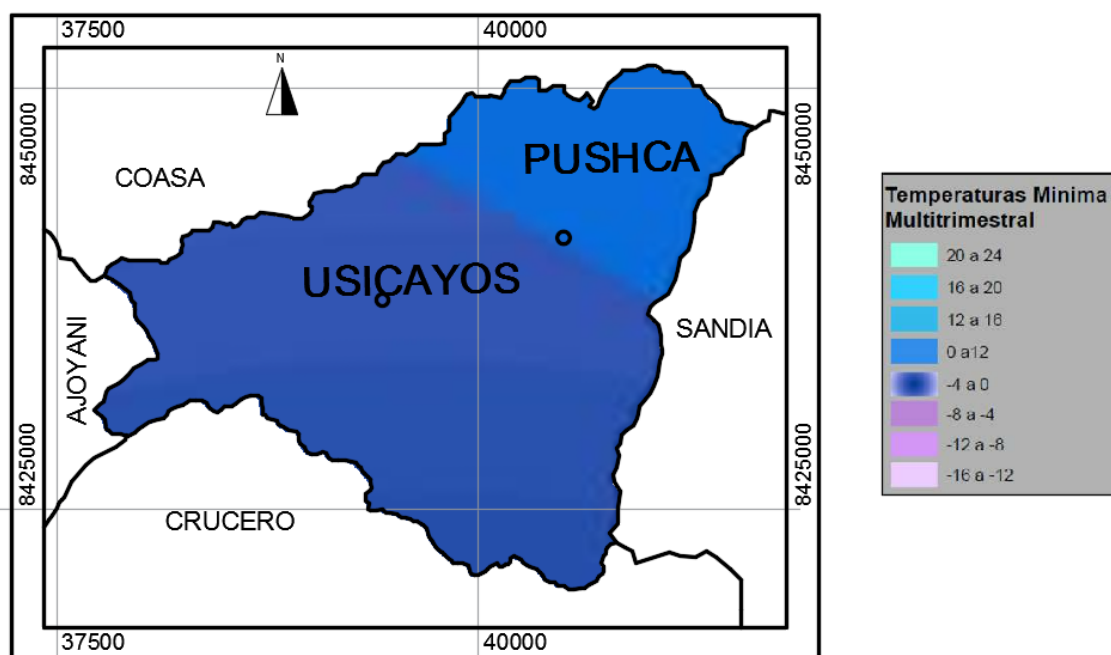 37500
40000
N
8450000
8450000
PUSHCA
COASA
USICAYOS
AJOYANI
SANDIA
8425000
8425000
CRUCERO
37500
40000
Temperaturas Minima
Multitrimestral
20 a 24
16 a 20
12 a 16
0 a12
-4 a 0
-8 a -4
-12 a -8
-16 a -12